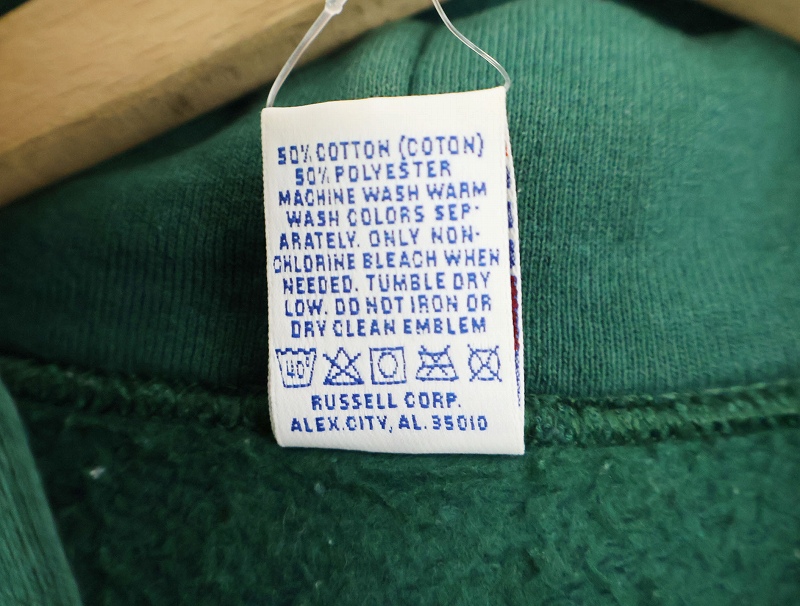 50% COTTON (COTON)
50% POLYESTER
MACHINE WASH WARM
WASH COLORS SEP-
ARATELY. ONLY NON-
CHLORINE BLEACH WHEN
NEEDED. TUMBLE DRY
LOW. DO NOT IRON OR
DRY CLEAN EMBLEM
40°
RUSSELL CORP.
ALEX.CITY, AL. 35010